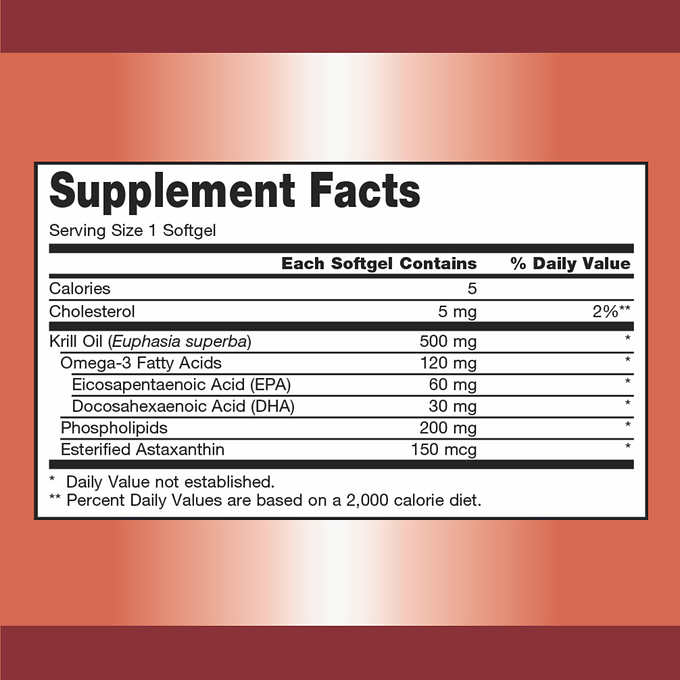 Supplement Facts
Serving Size 1 Softgel
Each Softgel Contains % Daily Value
Calories 5
Cholesterol 5 mg 2%**
Krill Oil (Euphasia superba) 500 mg *
Omega-3 Fatty Acids 120 mg *
Eicosapentaenoic Acid (EPA) 60 mg *
Docosahexaenoic Acid (DHA) 30 mg *
Phospholipids 200 mg *
Esterified Astaxanthin 150 mcg *
* Daily Value not established.
** Percent Daily Values are based on a 2,000 calorie diet.